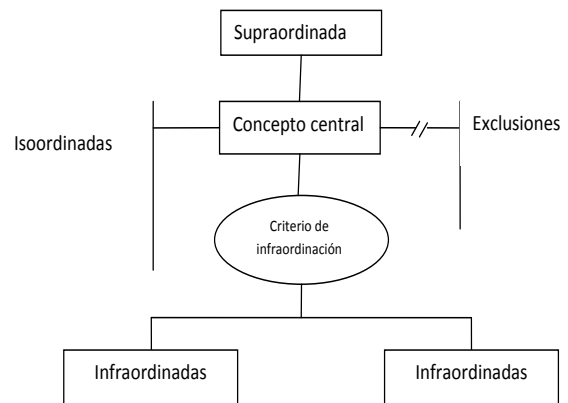 Supraordinada
Isoordinadas
Concepto central
Exclusiones
Criterio de
infraordinación
Infraordinadas
Infraordinadas